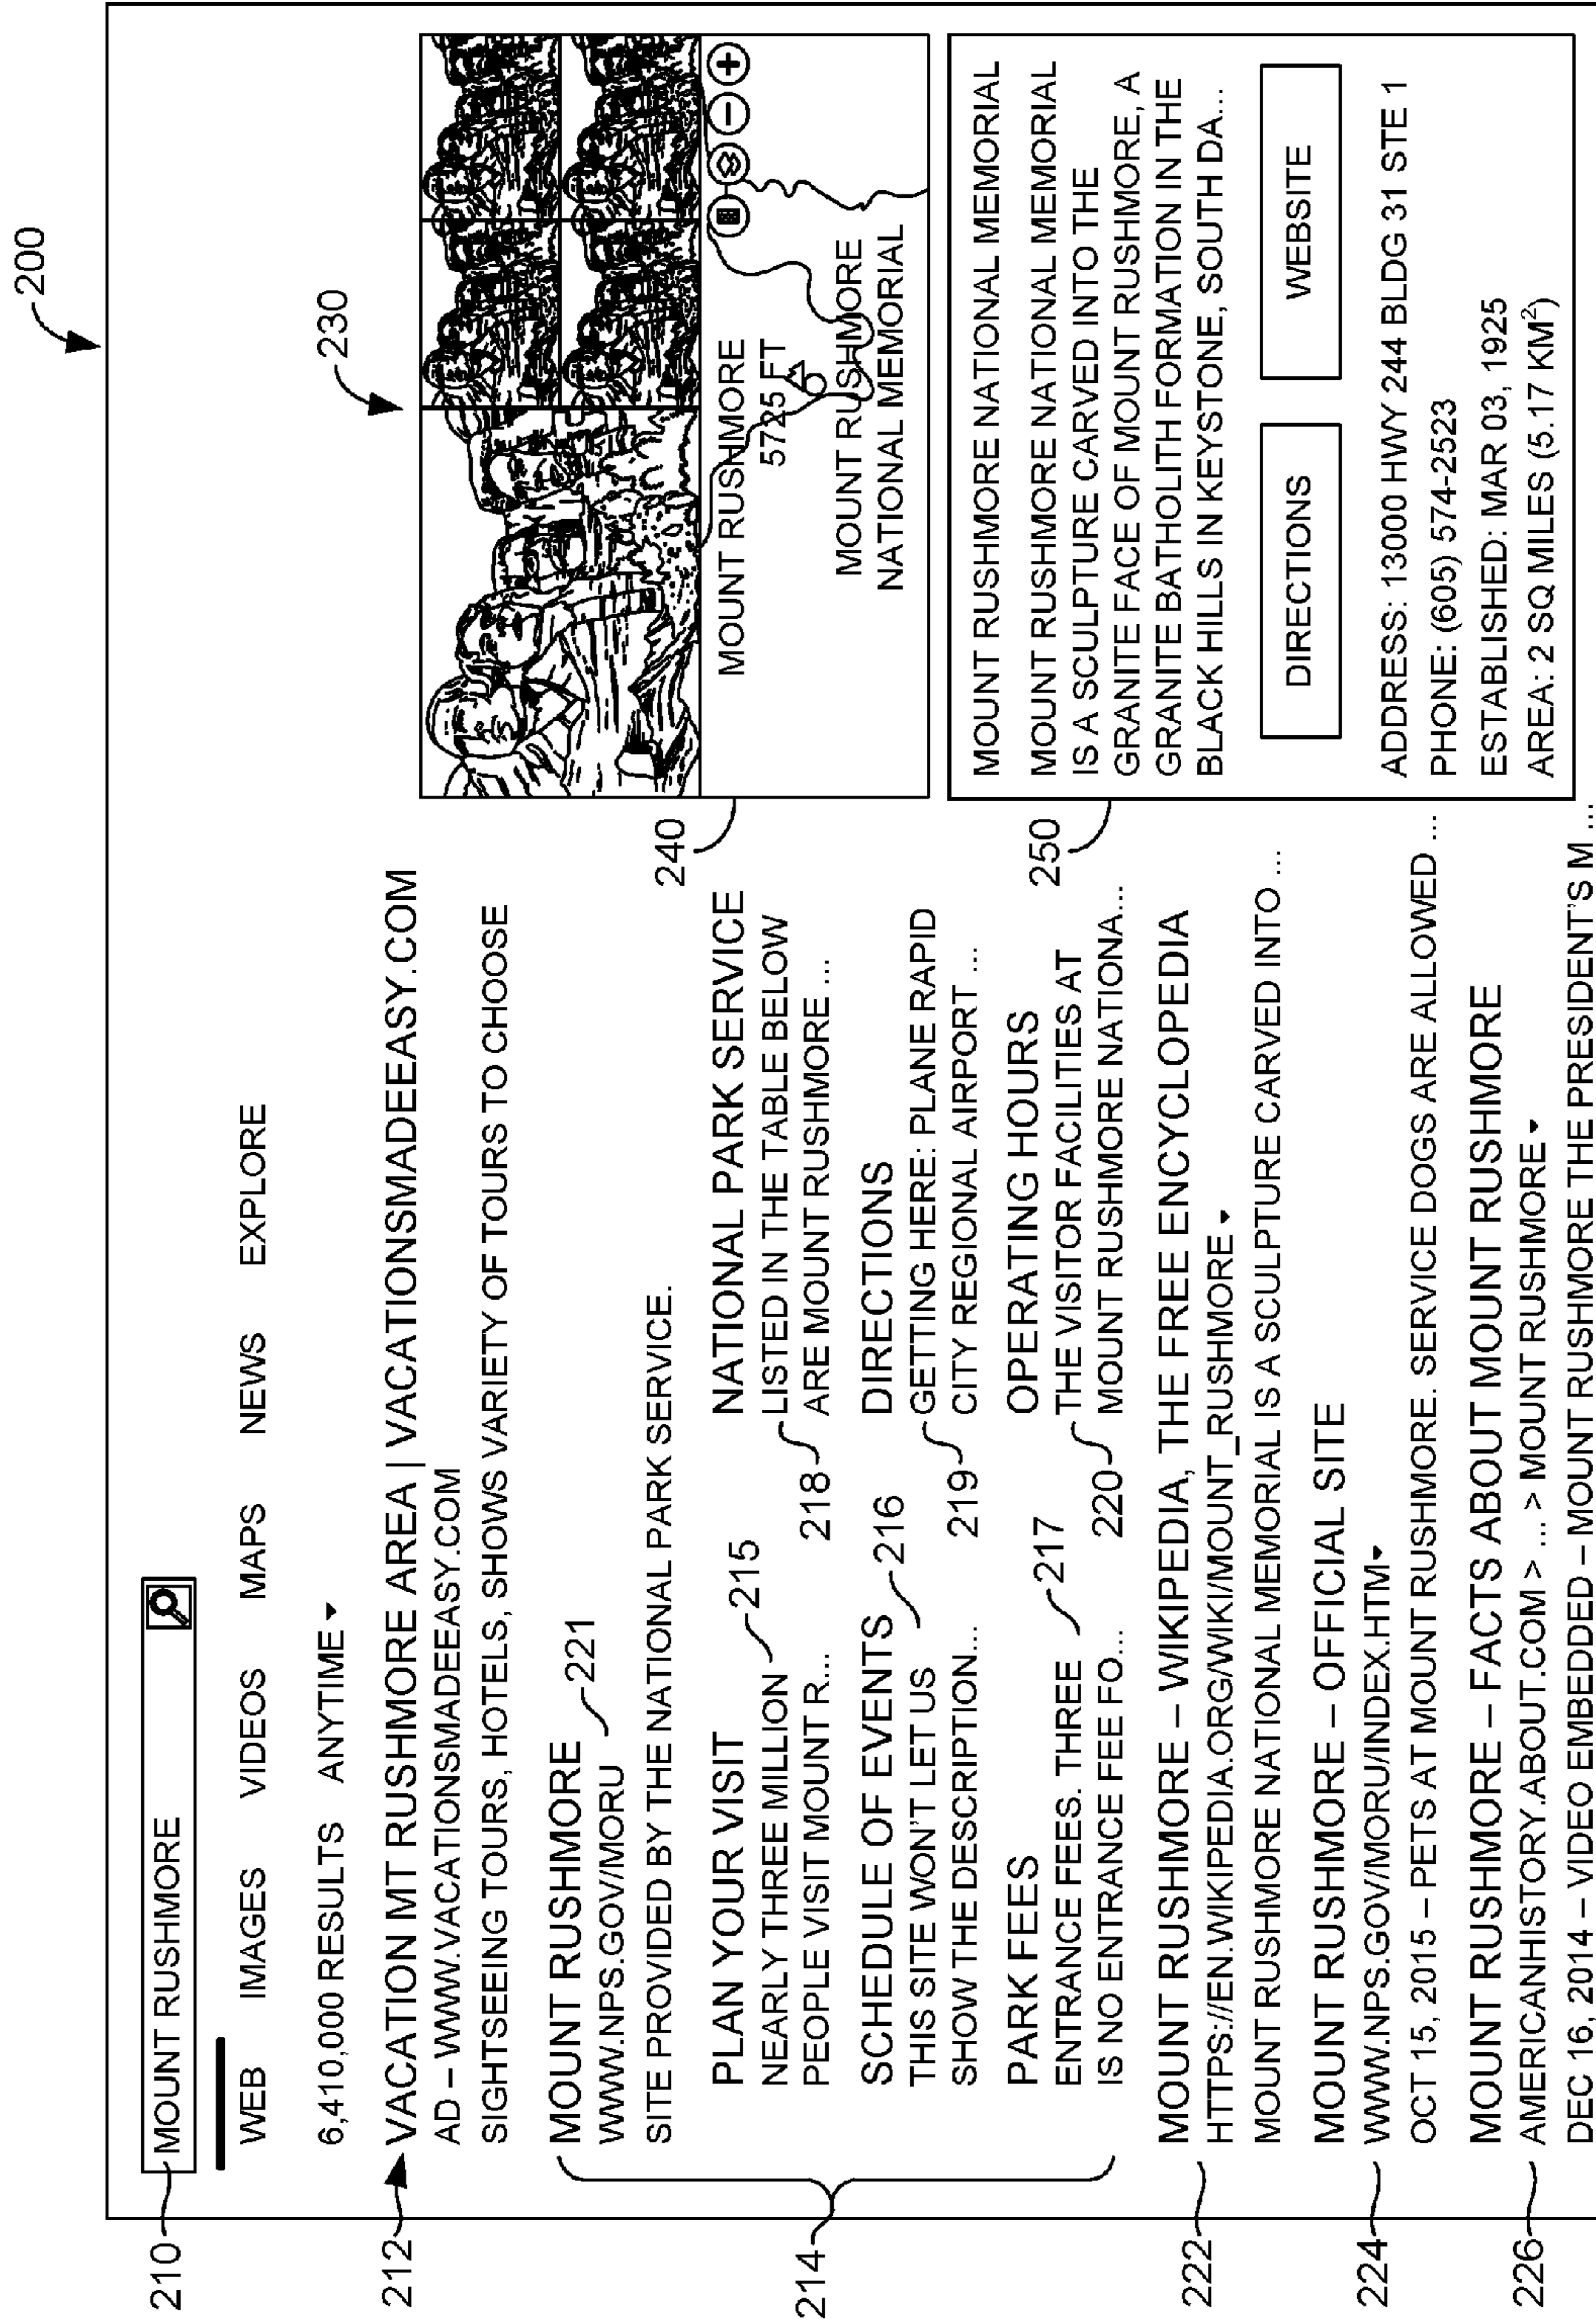 200
210
MOUNT RUSHMORE
WEB IMAGES VIDEOS MAPS NEWS EXPLORE
6,410,000 RESULTS ANYTIME
212
VACATION MT RUSHMORE AREA | VACATIONSMADEEASY.COM
AD – WWW.VACATIONSMADEEASY.COM
SIGHTSEEING TOURS, HOTELS, SHOWS VARIETY OF TOURS TO CHOOSE
214
MOUNT RUSHMORE
221
WWW.NPS.GOV/MORU
SITE PROVIDED BY THE NATIONAL PARK SERVICE.
PLAN YOUR VISIT
215
NEARLY THREE MILLION
PEOPLE VISIT MOUNT R...
SCHEDULE OF EVENTS
216
THIS SITE WON'T LET US
SHOW THE DESCRIPTION...
PARK FEES
217
ENTRANCE FEES. THREE
IS NO ENTRANCE FEE FO...
NATIONAL PARK SERVICE
218
LISTED IN THE TABLE BELOW
ARE MOUNT RUSHMORE ...
DIRECTIONS
219
GETTING HERE: PLANE RAPID
CITY REGIONAL AIRPORT ...
OPERATING HOURS
220
THE VISITOR FACILITIES AT
MOUNT RUSHMORE NATIONA...
222
MOUNT RUSHMORE – WIKIPEDIA, THE FREE ENCYCLOPEDIA
HTTPS://EN.WIKIPEDIA.ORG/WIKI/MOUNT_RUSHMORE
MOUNT RUSHMORE NATIONAL MEMORIAL IS A SCULPTURE CARVED INTO ...
224
MOUNT RUSHMORE – OFFICIAL SITE
WWW.NPS.GOV/MORU/INDEX.HTM
OCT 15, 2015 – PETS AT MOUNT RUSHMORE. SERVICE DOGS ARE ALLOWED ...
226
MOUNT RUSHMORE – FACTS ABOUT MOUNT RUSHMORE
AMERICANHISTORY.ABOUT.COM > ... > MOUNT RUSHMORE
DEC 16, 2014 – VIDEO EMBEDDED – MOUNT RUSHMORE THE PRESIDENT'S M ...
230
240
MOUNT RUSHMORE
5725 FT
MOUNT RUSHMORE
NATIONAL MEMORIAL
250
MOUNT RUSHMORE NATIONAL MEMORIAL
MOUNT RUSHMORE NATIONAL MEMORIAL
IS A SCULPTURE CARVED INTO THE
GRANITE FACE OF MOUNT RUSHMORE, A
GRANITE BATHOLITH FORMATION IN THE
BLACK HILLS IN KEYSTONE, SOUTH DA...
DIRECTIONS WEBSITE
ADDRESS: 13000 HWY 244 BLDG 31 STE 1
PHONE: (605) 574-2523
ESTABLISHED: MAR 03, 1925
AREA: 2 SQ MILES (5.17 KM²)